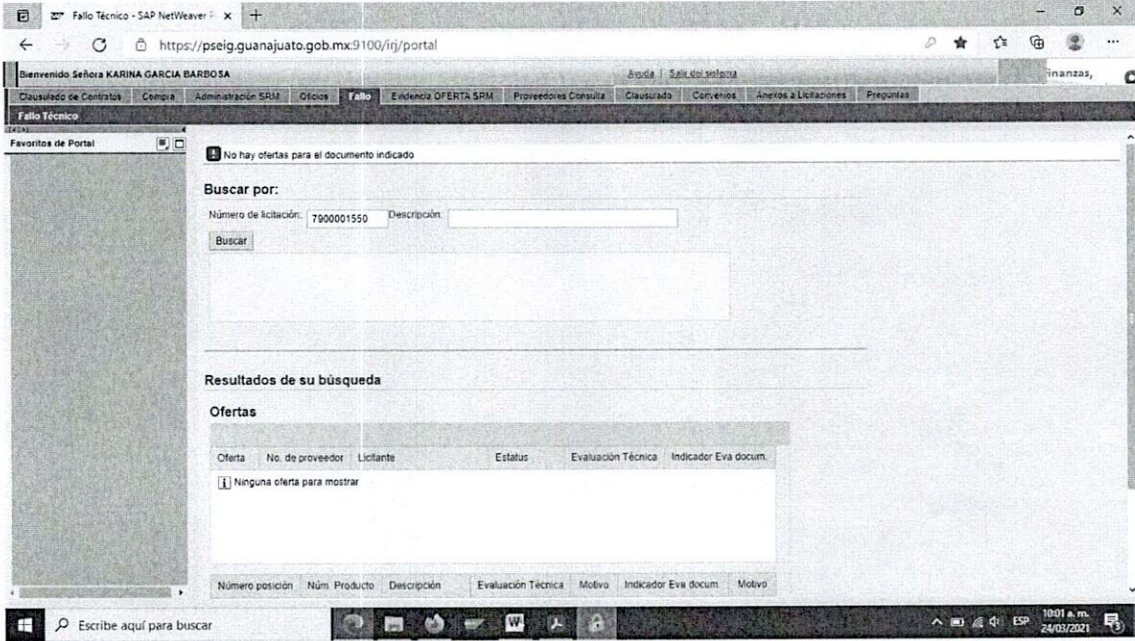 Fallo Técnico - SAP NetWeaver P
https://pseig.guanajuato.gob.mx:9100/irj/portal
Bienvenido Señora KARINA GARCIA BARBOSA
Ayuda | Salir del sistema
inanzas,
Clausulado de Contratos Compra Administración SRM Oficios Fallo Evidencia OFERTA SRM Proveedores Consulta Clausurado Convenios Anexos a Licitaciones Preguntas
Fallo Técnico
Favoritos de Portal
No hay ofertas para el documento indicado
Buscar por:
Número de licitación: 7900001550 Descripción:
Buscar
Resultados de su búsqueda
Ofertas
Oferta No. de proveedor Licitante Estatus Evaluación Técnica Indicador Eva docum.
Ninguna oferta para mostrar
Número posición Núm. Producto Descripción Evaluación Técnica Motivo Indicador Eva docum. Motivo
Escribe aquí para buscar
ESP
10:01 a. m.
24/03/2021